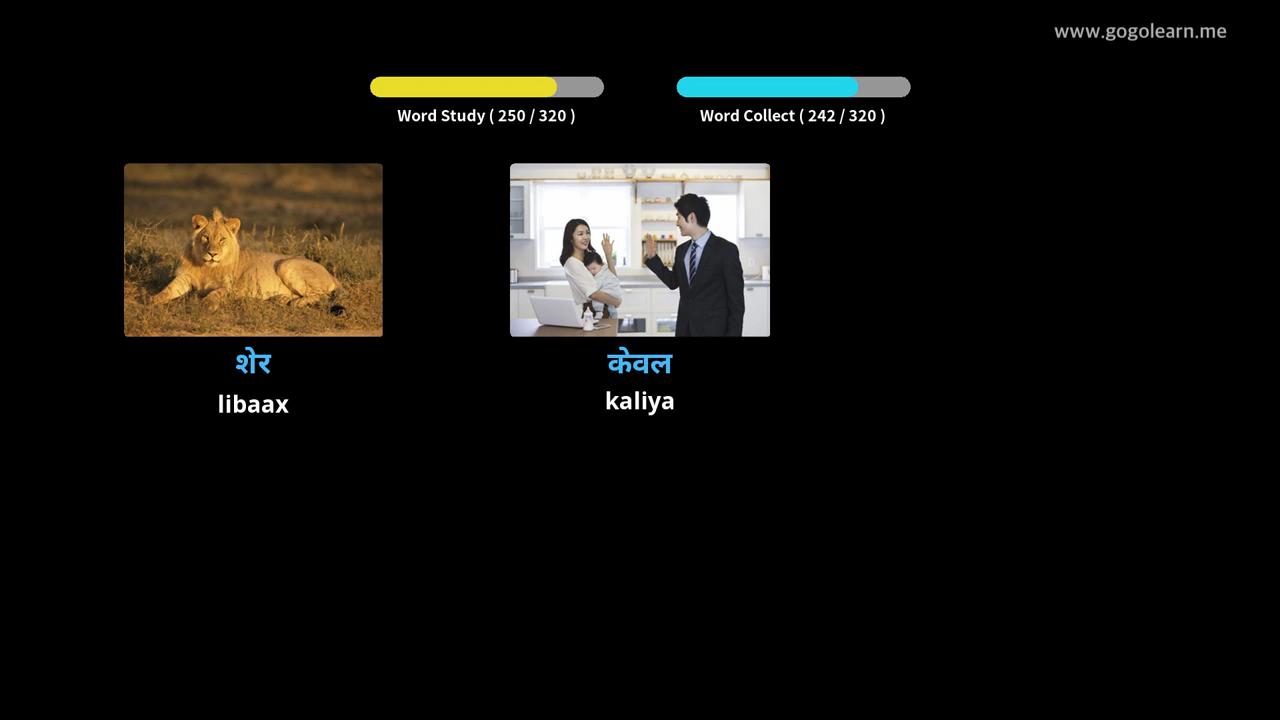 www.gogolearn.me
Word Study ( 250 / 320 )
Word Collect ( 242 / 320 )
शेर
libaax
केवल
kaliya